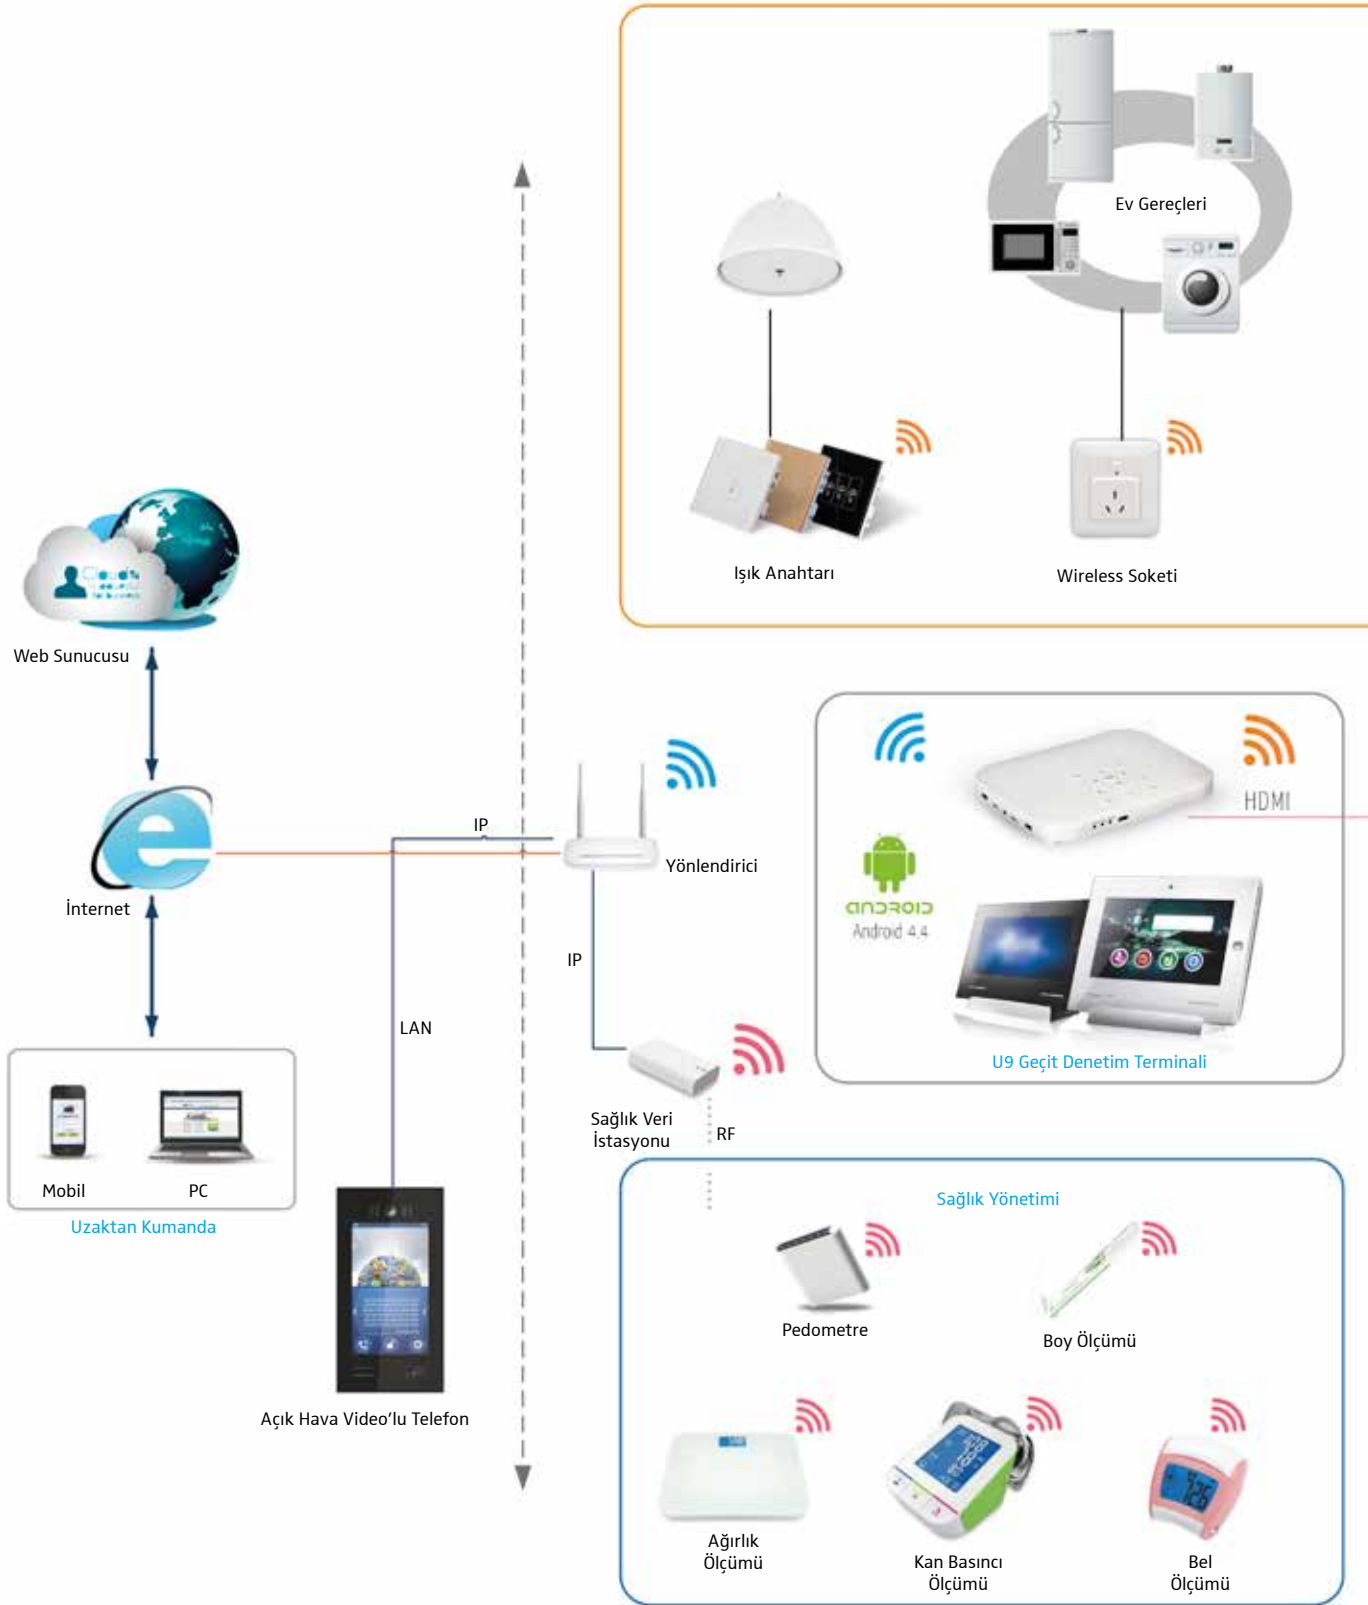 Ev Gereçleri
Işık Anahtarı
Wireless Soketi
Web Sunucusu
İnternet
IP
Yönlendirici
HDMI
ANDROID
Android 4.4
U9 Geçit Denetim Terminali
IP
LAN
Sağlık Veri
İstasyonu
RF
Mobil
PC
Uzaktan Kumanda
Açık Hava Video'lu Telefon
Sağlık Yönetimi
Pedometre
Boy Ölçümü
Ağırlık
Ölçümü
Kan Basıncı
Ölçümü
726
Bel
Ölçümü